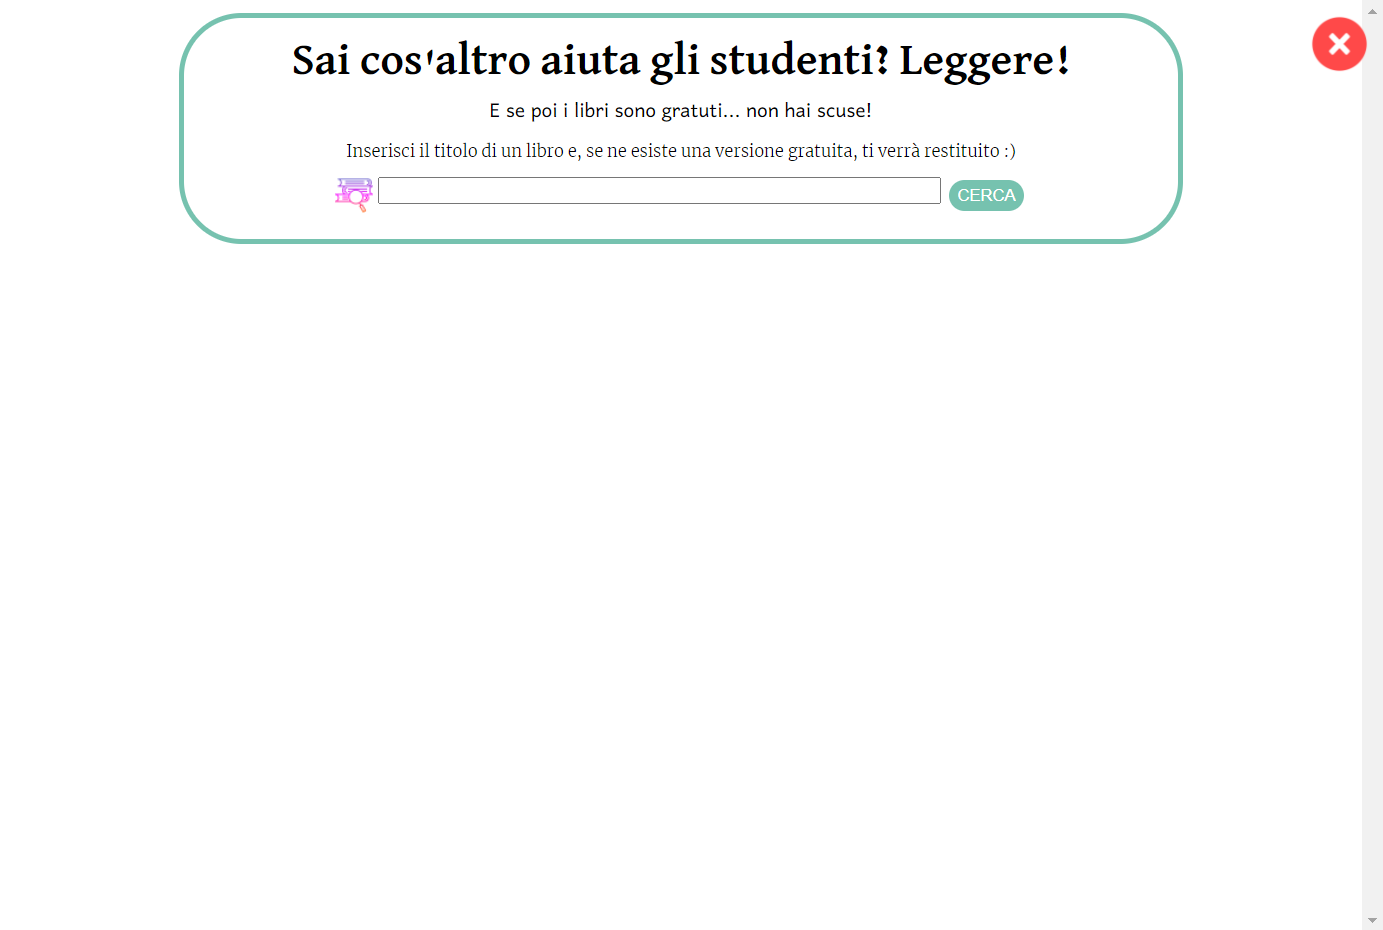 Sai cos'altro aiuta gli studenti? Leggere!
E se poi i libri sono gratuti... non hai scuse!
Inserisci il titolo di un libro e, se ne esiste una versione gratuita, ti verrà restituito :)
CERCA